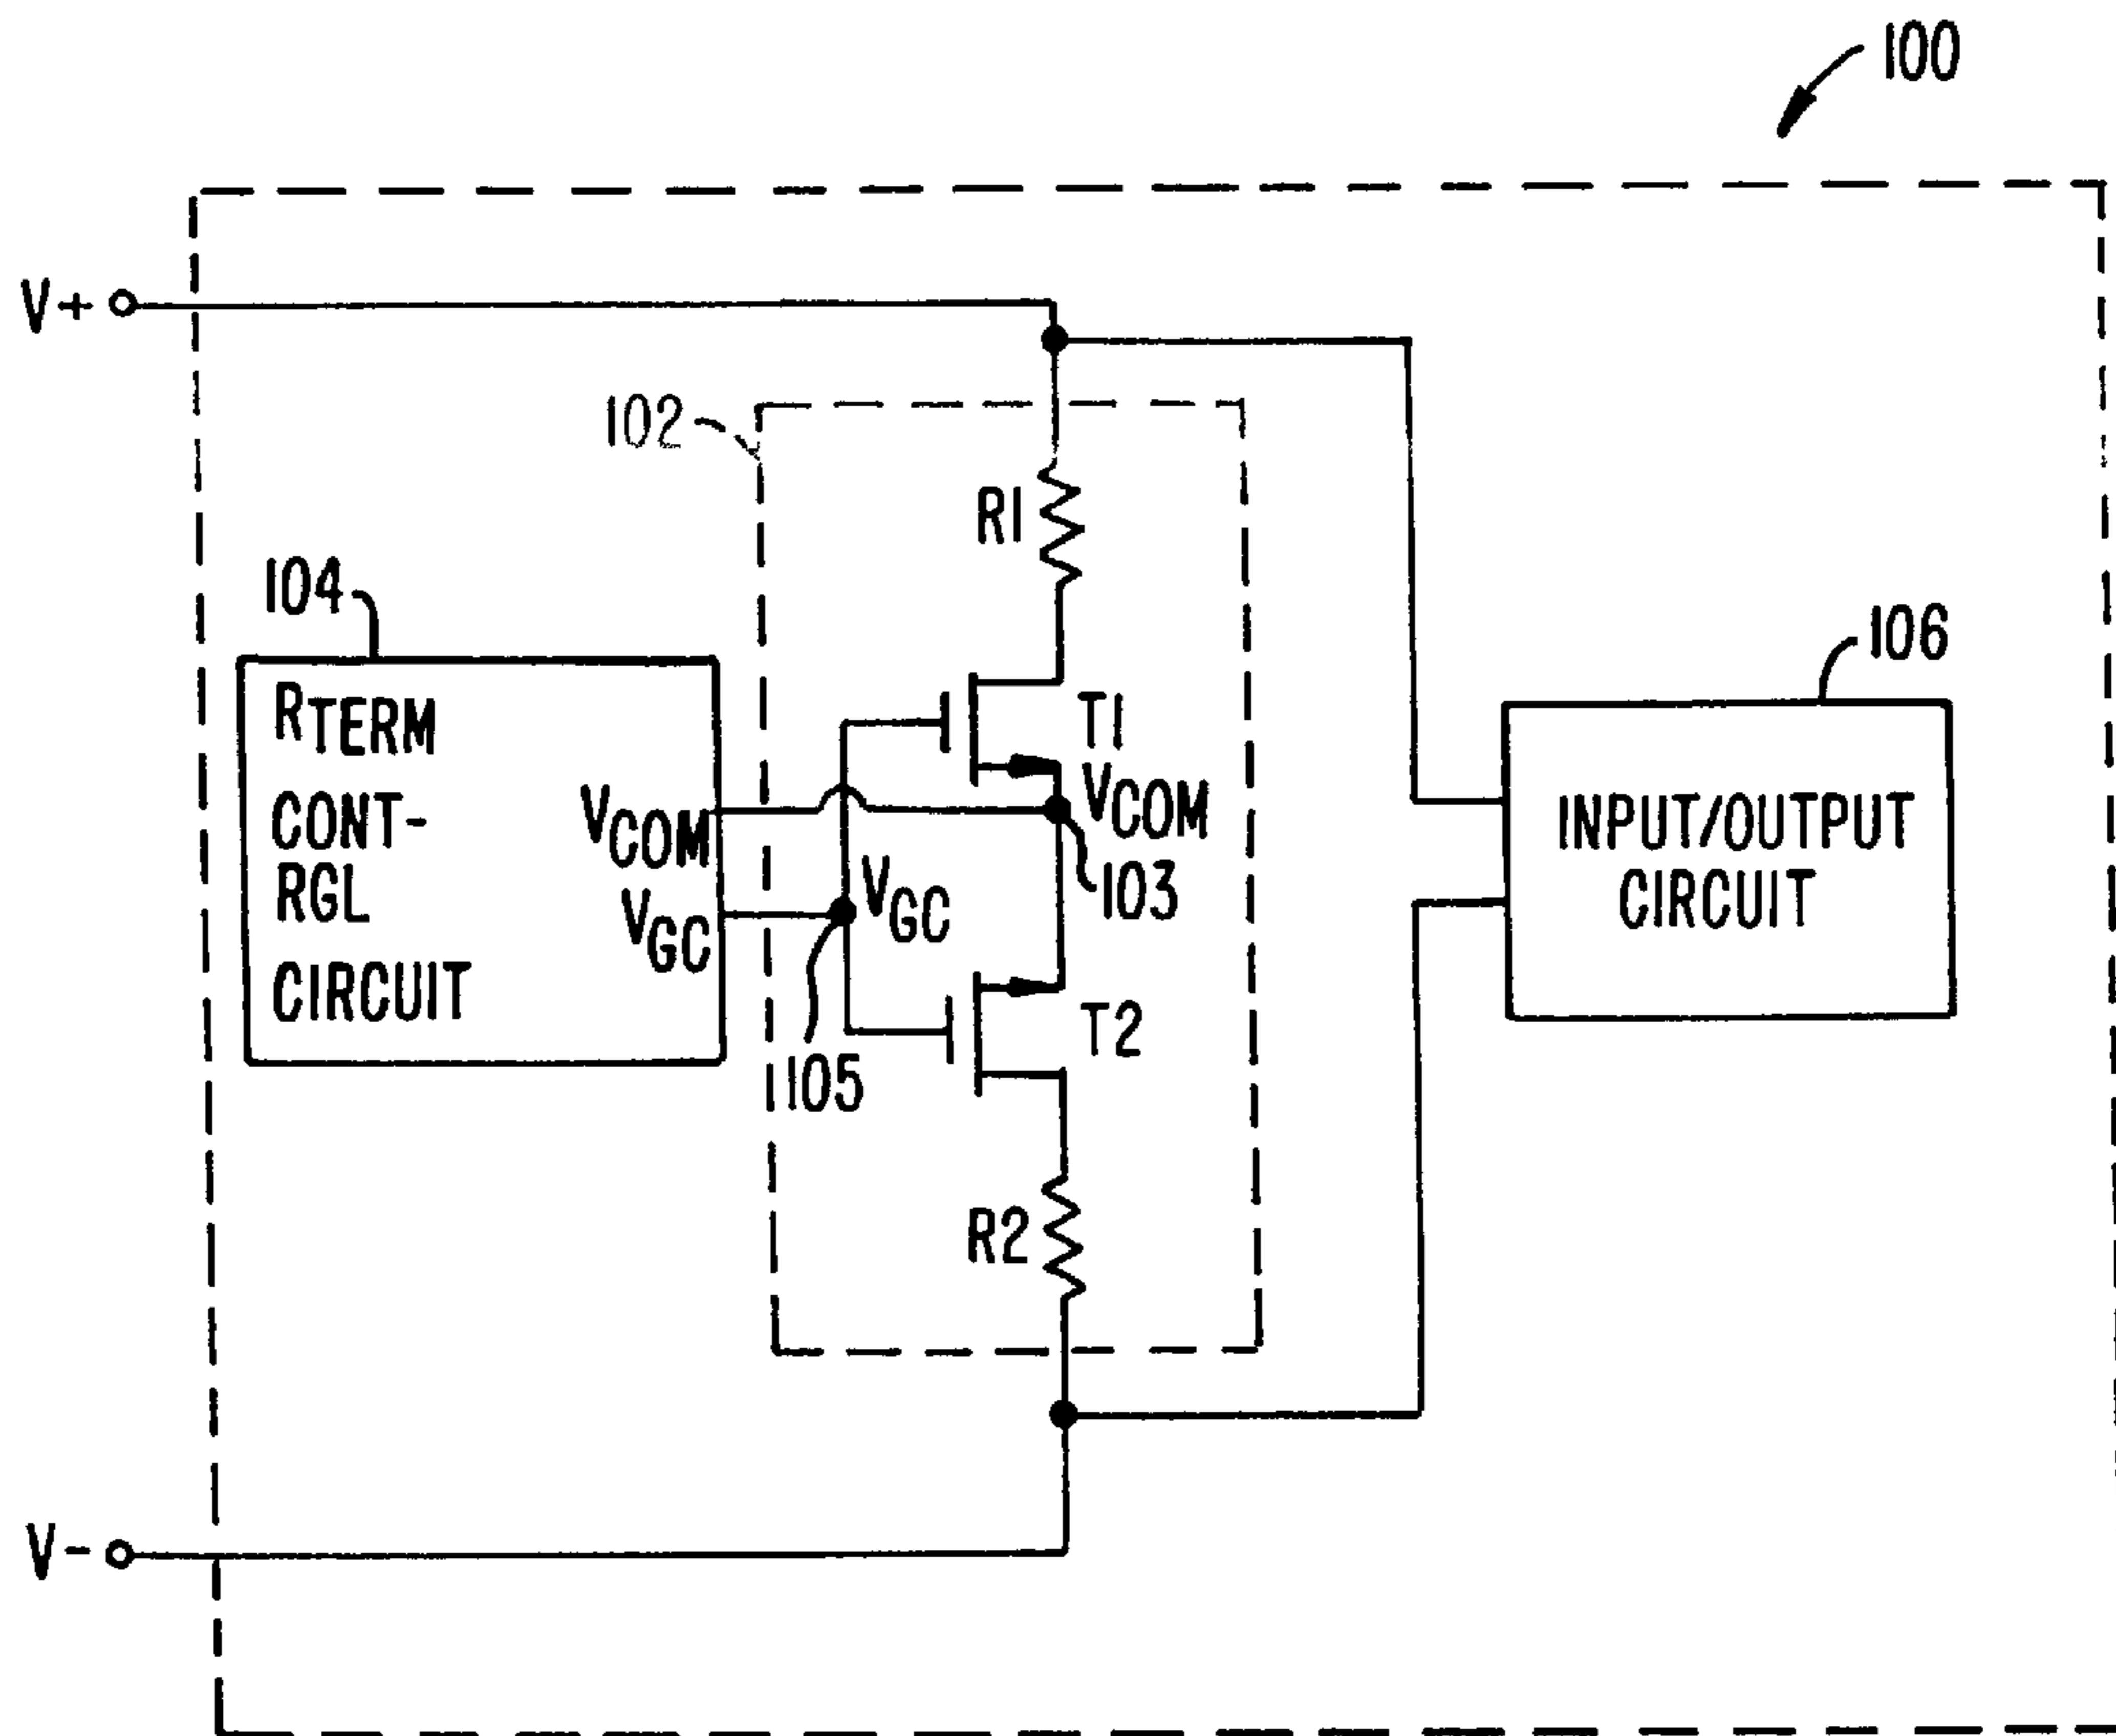 100
V+
102
R1
104
RTERM
CONT-
RGL
CIRCUIT
VCOM
VGC
T1
VCOM
103
VGC
105
T2
R2
106
INPUT/OUTPUT
CIRCUIT
V-